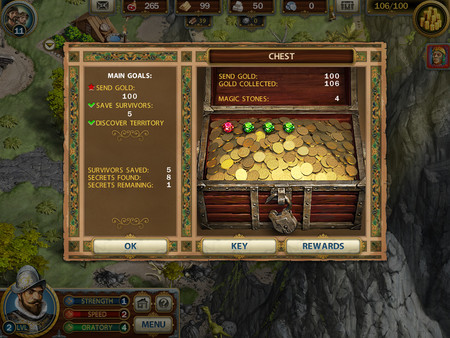 265
99
50
0
106/100
11
MAIN GOALS:
SEND GOLD:
100
SAVE SURVIVORS:
5
DISCOVER TERRITORY
SURVIVORS SAVED: 5
SECRETS FOUND: 8
SECRETS REMAINING: 1
OK
CHEST
SEND GOLD: 100
GOLD COLLECTED: 106
MAGIC STONES: 4
KEY
REWARDS
STRENGTH 1
SPEED 2
ORATORY 4
2 LVL
?
MENU